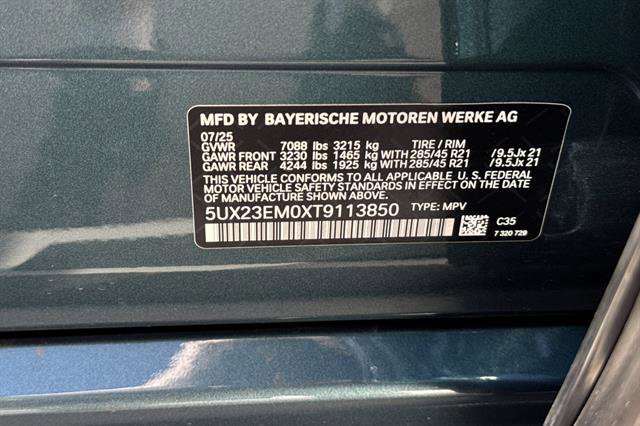 MFD BY BAYERISCHE MOTOREN WERKE AG
07/25
GVWR 7088 lbs 3215 kg TIRE / RIM
GAWR FRONT 3230 lbs 1465 kg WITH 285/45 R21 /9.5Jx 21
GAWR REAR 4244 lbs 1925 kg WITH 285/45 R21 /9.5Jx 21
THIS VEHICLE CONFORMS TO ALL APPLICABLE U. S. FEDERAL
MOTOR VEHICLE SAFETY STANDARDS IN EFFECT ON THE DATE OF
MANUFACTURE SHOWN ABOVE.
5UX23EM0XT9113850 TYPE: MPV
C35
7 320 729